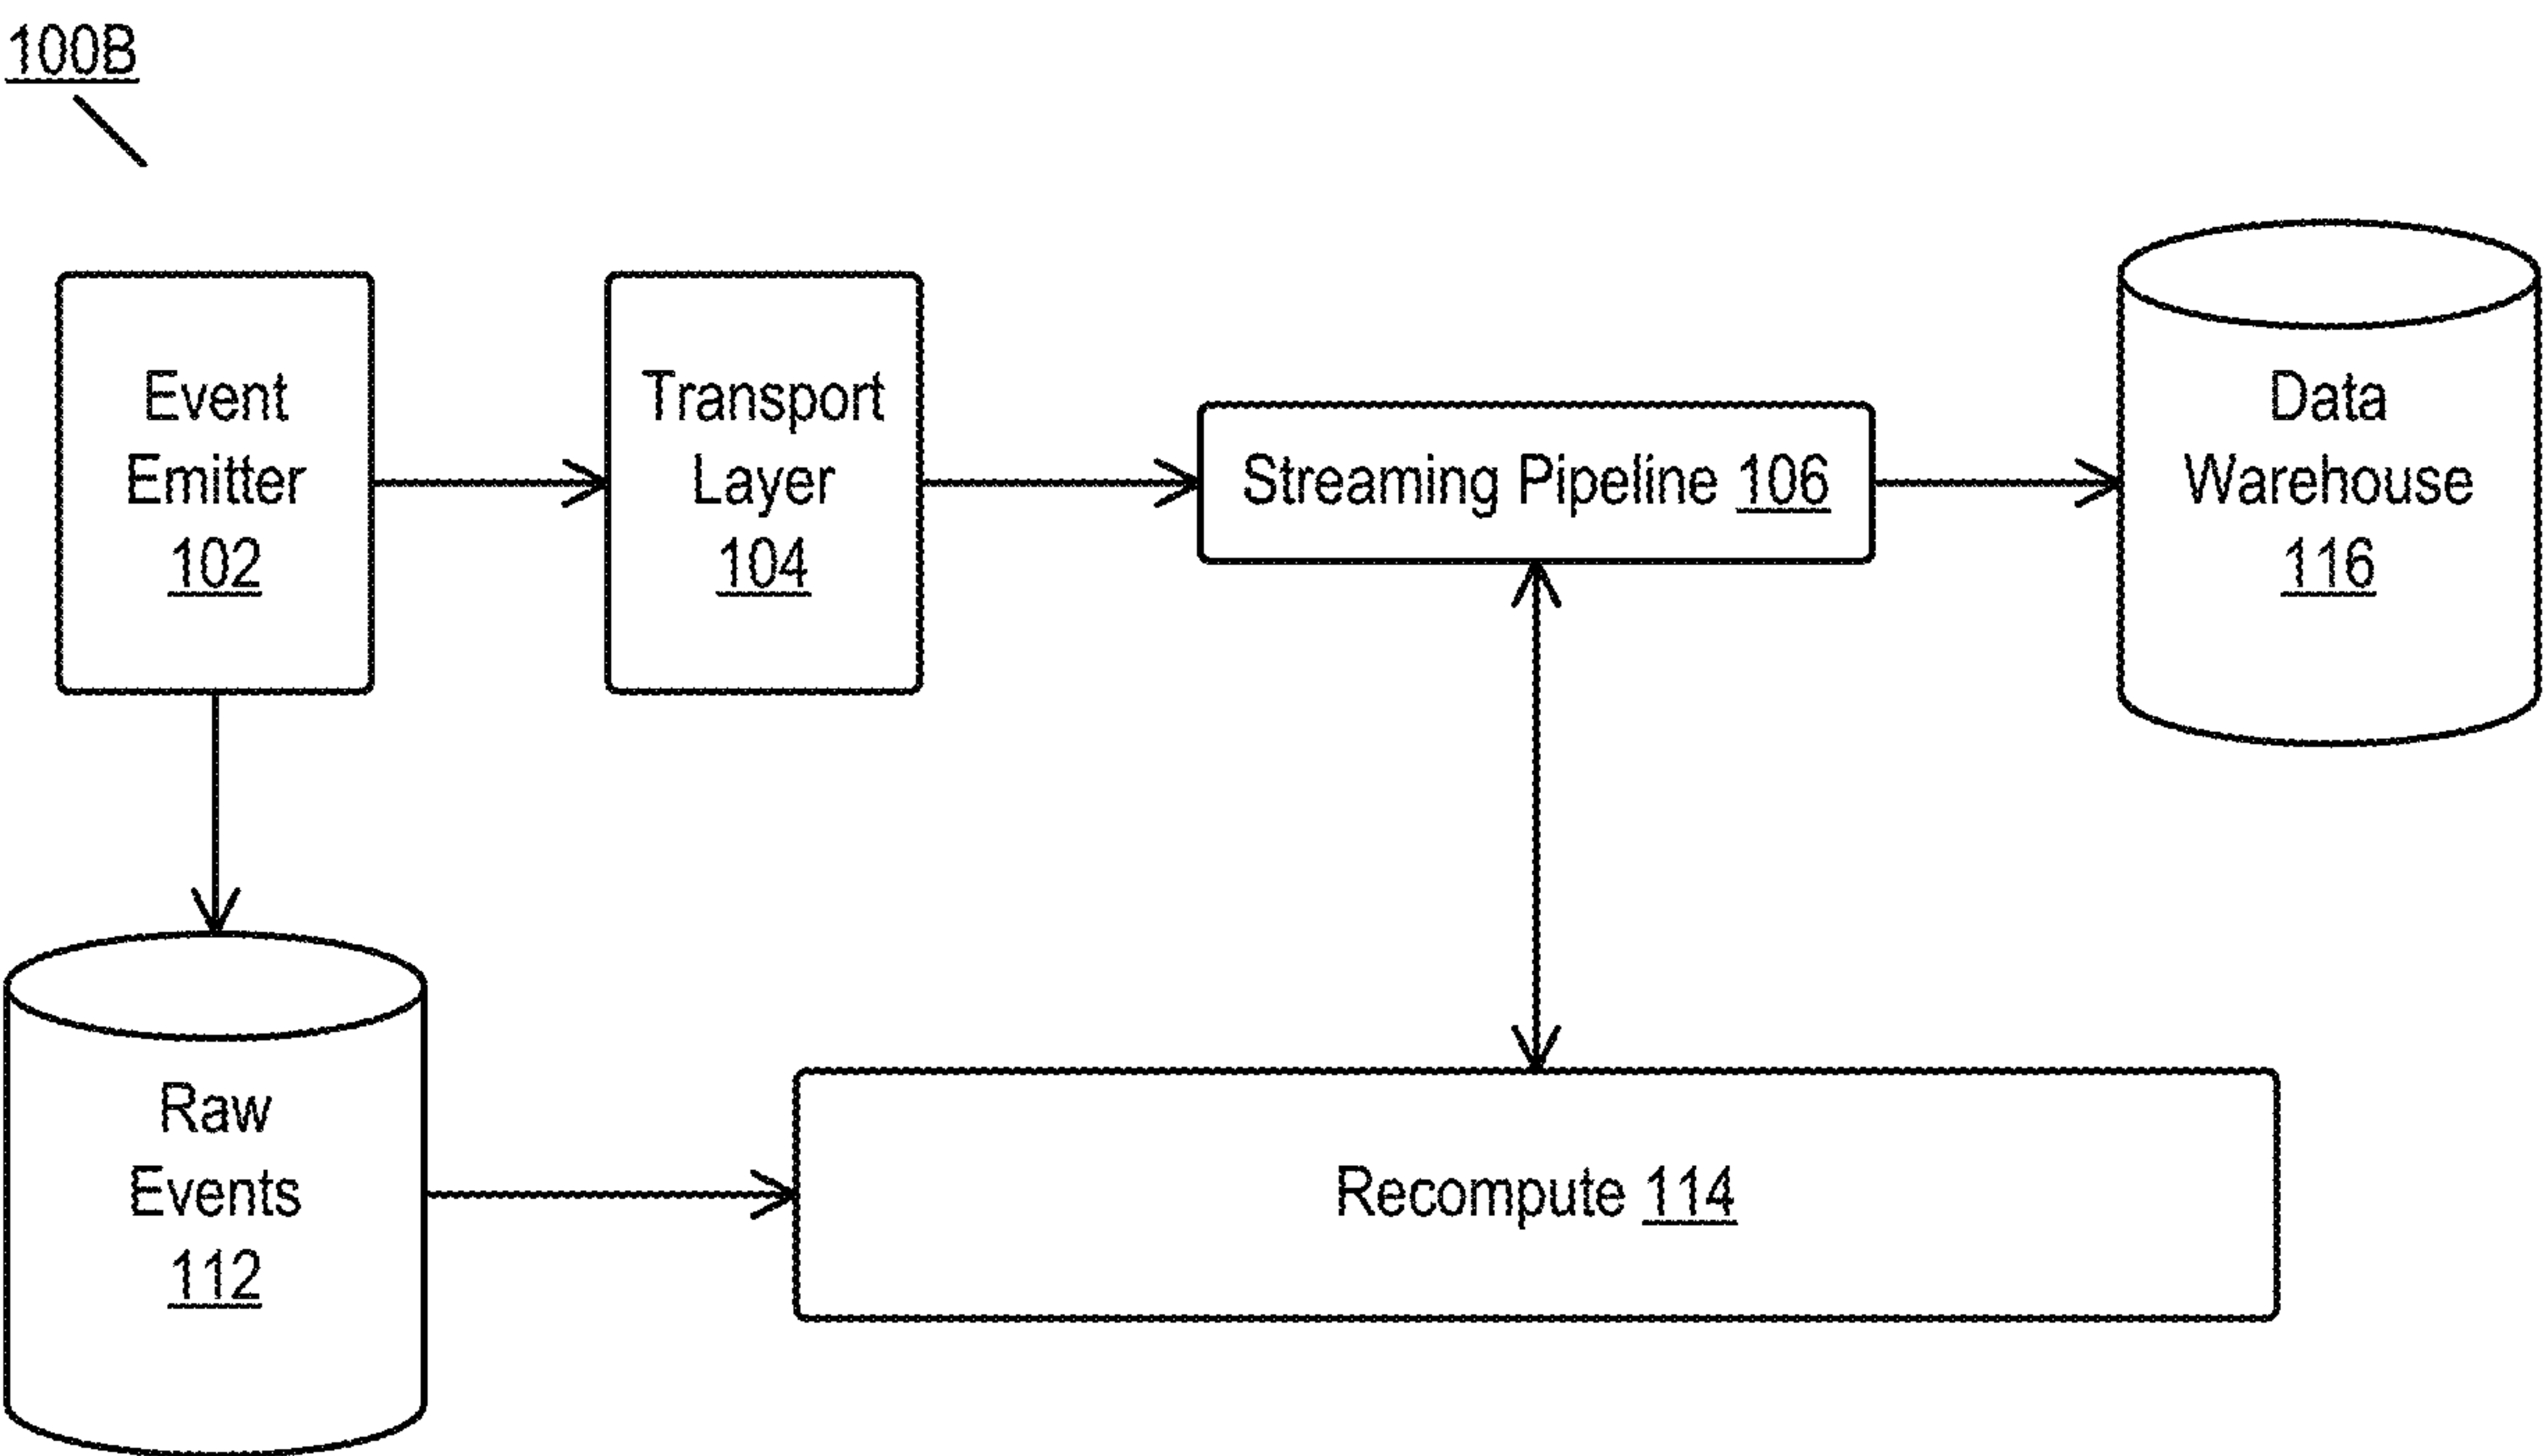 100B
Event
Emitter
102
Transport
Layer
104
Streaming Pipeline 106
Data
Warehouse
116
Raw
Events
112
Recompute 114